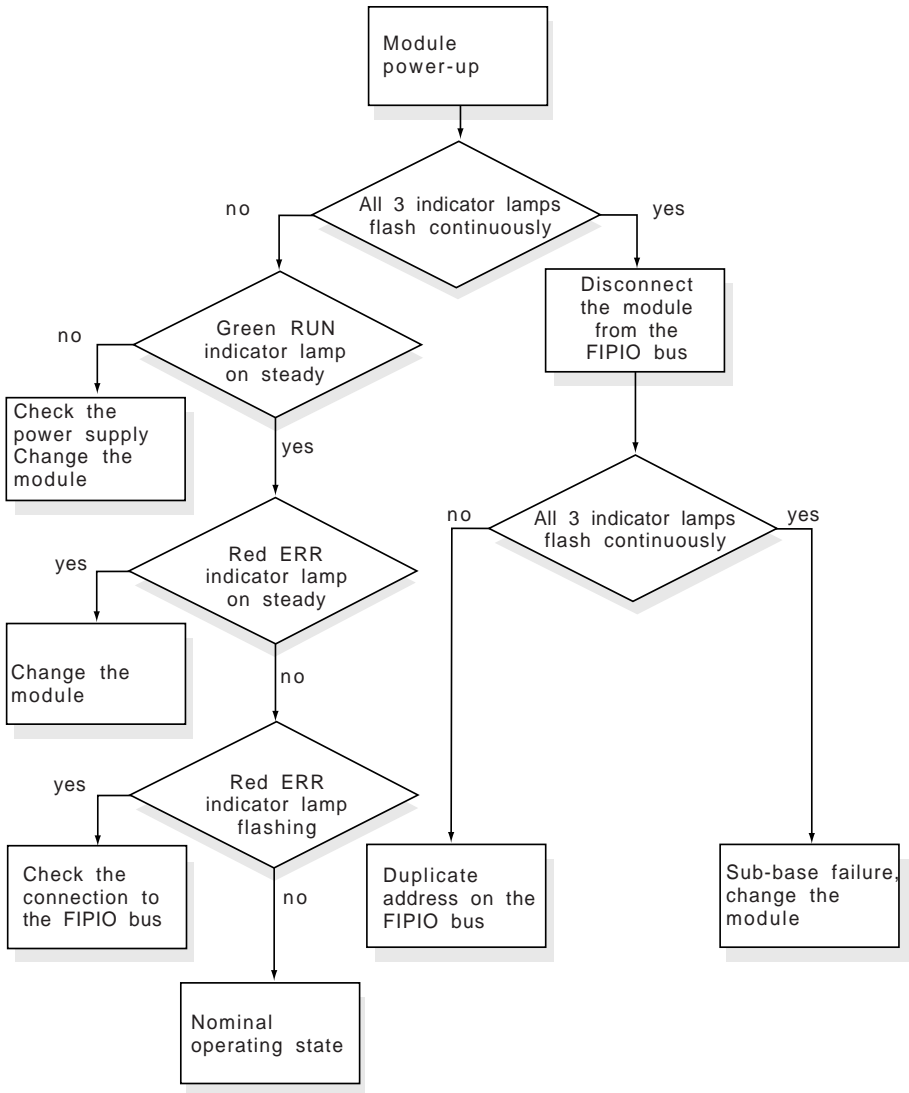 Module
power-up
All 3 indicator lamps
flash continuously
no
yes
Disconnect
the module
from the
FIPIO bus
Green RUN
indicator lamp
on steady
no
Check the
power supply
Change the
module
yes
All 3 indicator lamps
flash continuously
no
yes
Red ERR
indicator lamp
on steady
yes
Change the
module
no
Red ERR
indicator lamp
flashing
yes
Check the
connection to
the FIPIO bus
no
Duplicate
address on the
FIPIO bus
Sub-base failure,
change the
module
Nominal
operating state